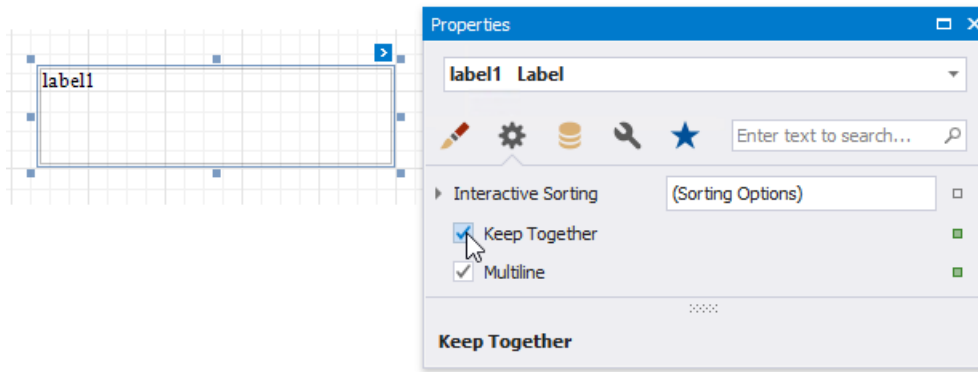 label1
Properties
label1 Label
Enter text to search...
Interactive Sorting (Sorting Options)
Keep Together
Multiline
Keep Together